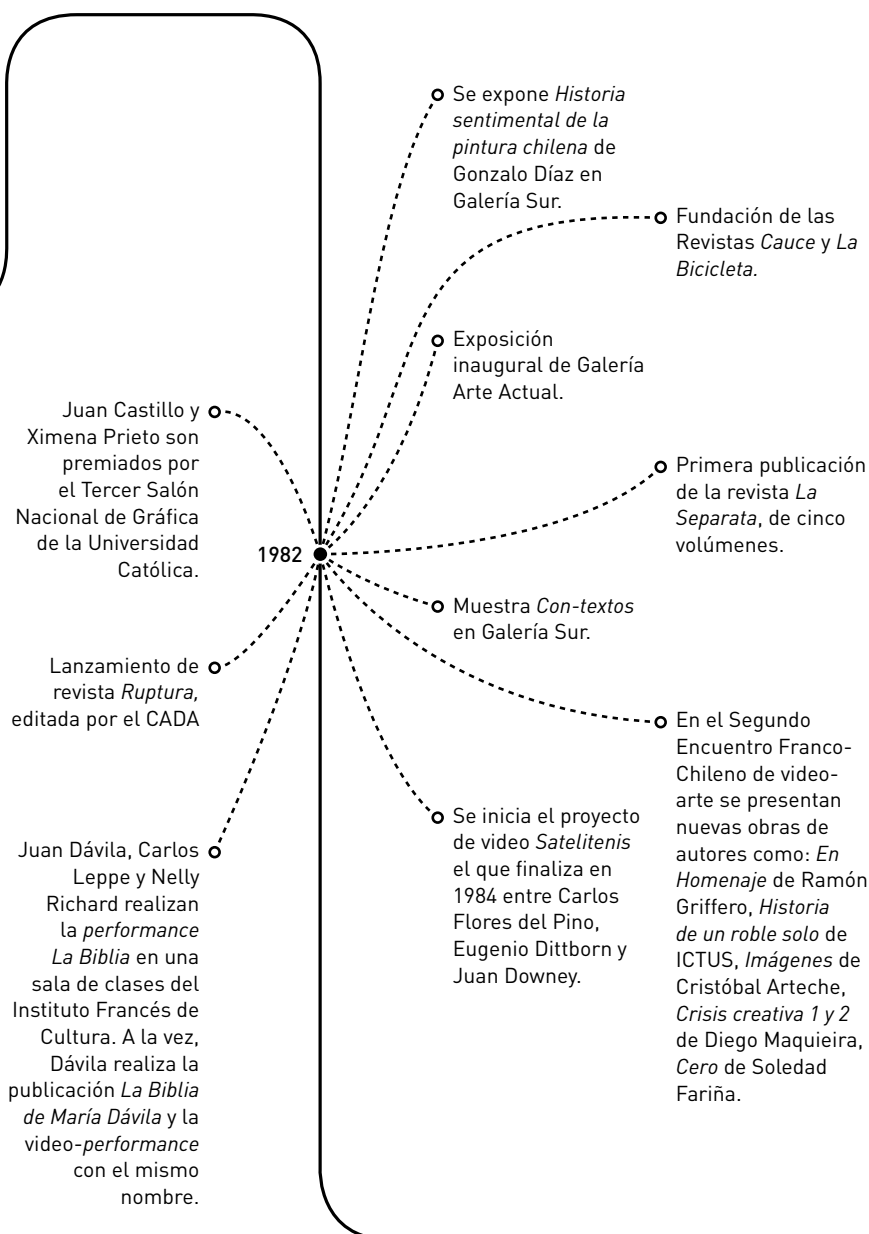 Se expone Historia
sentimental de la
pintura chilena de
Gonzalo Díaz en
Galería Sur.
Fundación de las
Revistas Cauce y La
Bicicleta.
Exposición
inaugural de Galería
Arte Actual.
Juan Castillo y
Ximena Prieto son
premiados por
el Tercer Salón
Nacional de Gráfica
de la Universidad
Católica.
Primera publicación
de la revista La
Separata, de cinco
volúmenes.
1982
Muestra Con-textos
en Galería Sur.
Lanzamiento de
revista Ruptura,
editada por el CADA
En el Segundo
Encuentro Franco-
Chileno de video-
arte se presentan
nuevas obras de
autores como: En
Homenaje de Ramón
Griffero, Historia
de un roble solo de
ICTUS, Imágenes de
Cristóbal Arteche,
Crisis creativa 1 y 2
de Diego Maquieira,
Cero de Soledad
Fariña.
Se inicia el proyecto
de video Satelitenis
el que finaliza en
1984 entre Carlos
Flores del Pino,
Eugenio Dittborn y
Juan Downey.
Juan Dávila, Carlos
Leppe y Nelly
Richard realizan
la performance
La Biblia en una
sala de clases del
Instituto Francés de
Cultura. A la vez,
Dávila realiza la
publicación La Biblia
de María Dávila y la
video-performance
con el mismo
nombre.